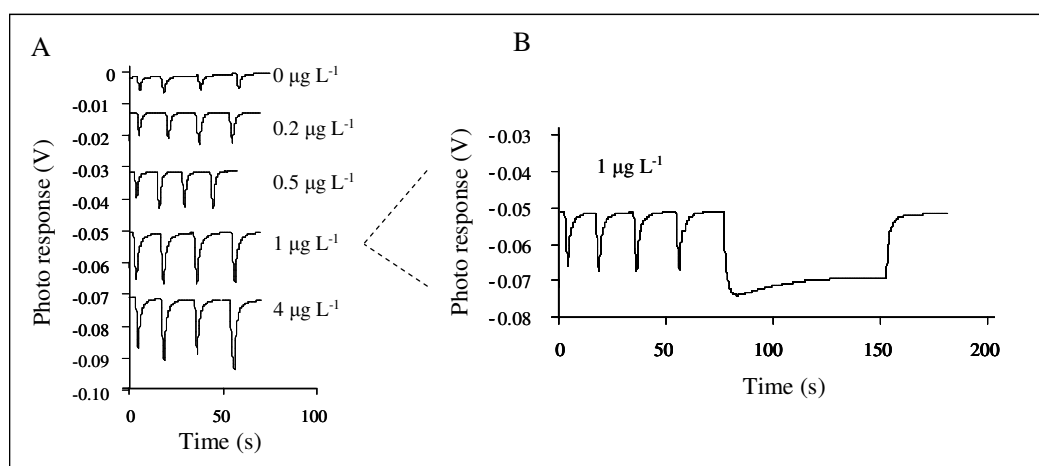 A
0
-0.01
-0.02
-0.03
-0.04
-0.05
-0.06
-0.07
-0.08
-0.09
-0.10
Photo response (V)
0 µg L-1
0.2 µg L-1
0.5 µg L-1
1 µg L-1
4 µg L-1
0 50 100
Time (s)
B
-0.03
-0.04
-0.05
-0.06
-0.07
-0.08
Photo response (V)
1 µg L-1
0 50 100 150 200
Time (s)